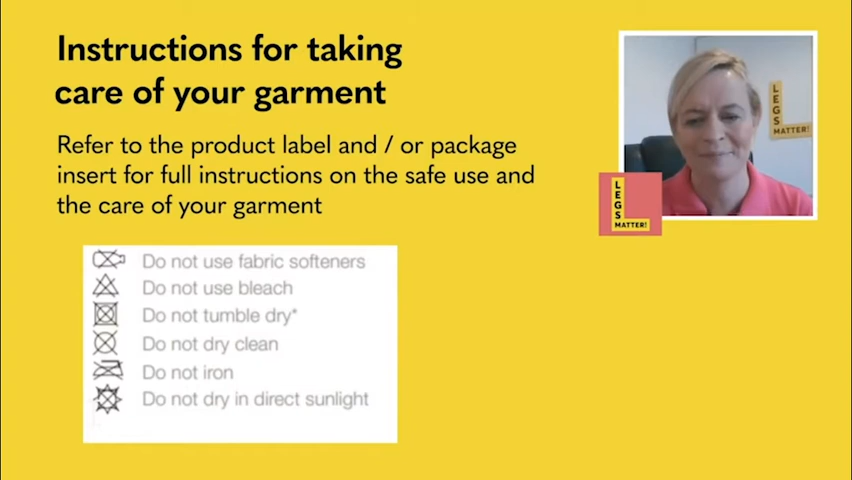 Instructions for taking
care of your garment
Refer to the product label and / or package
insert for full instructions on the safe use and
the care of your garment
Do not use fabric softeners
Do not use bleach
Do not tumble dry*
Do not dry clean
Do not iron
Do not dry in direct sunlight
LEGS
MATTER!
LEGS
MATTER!